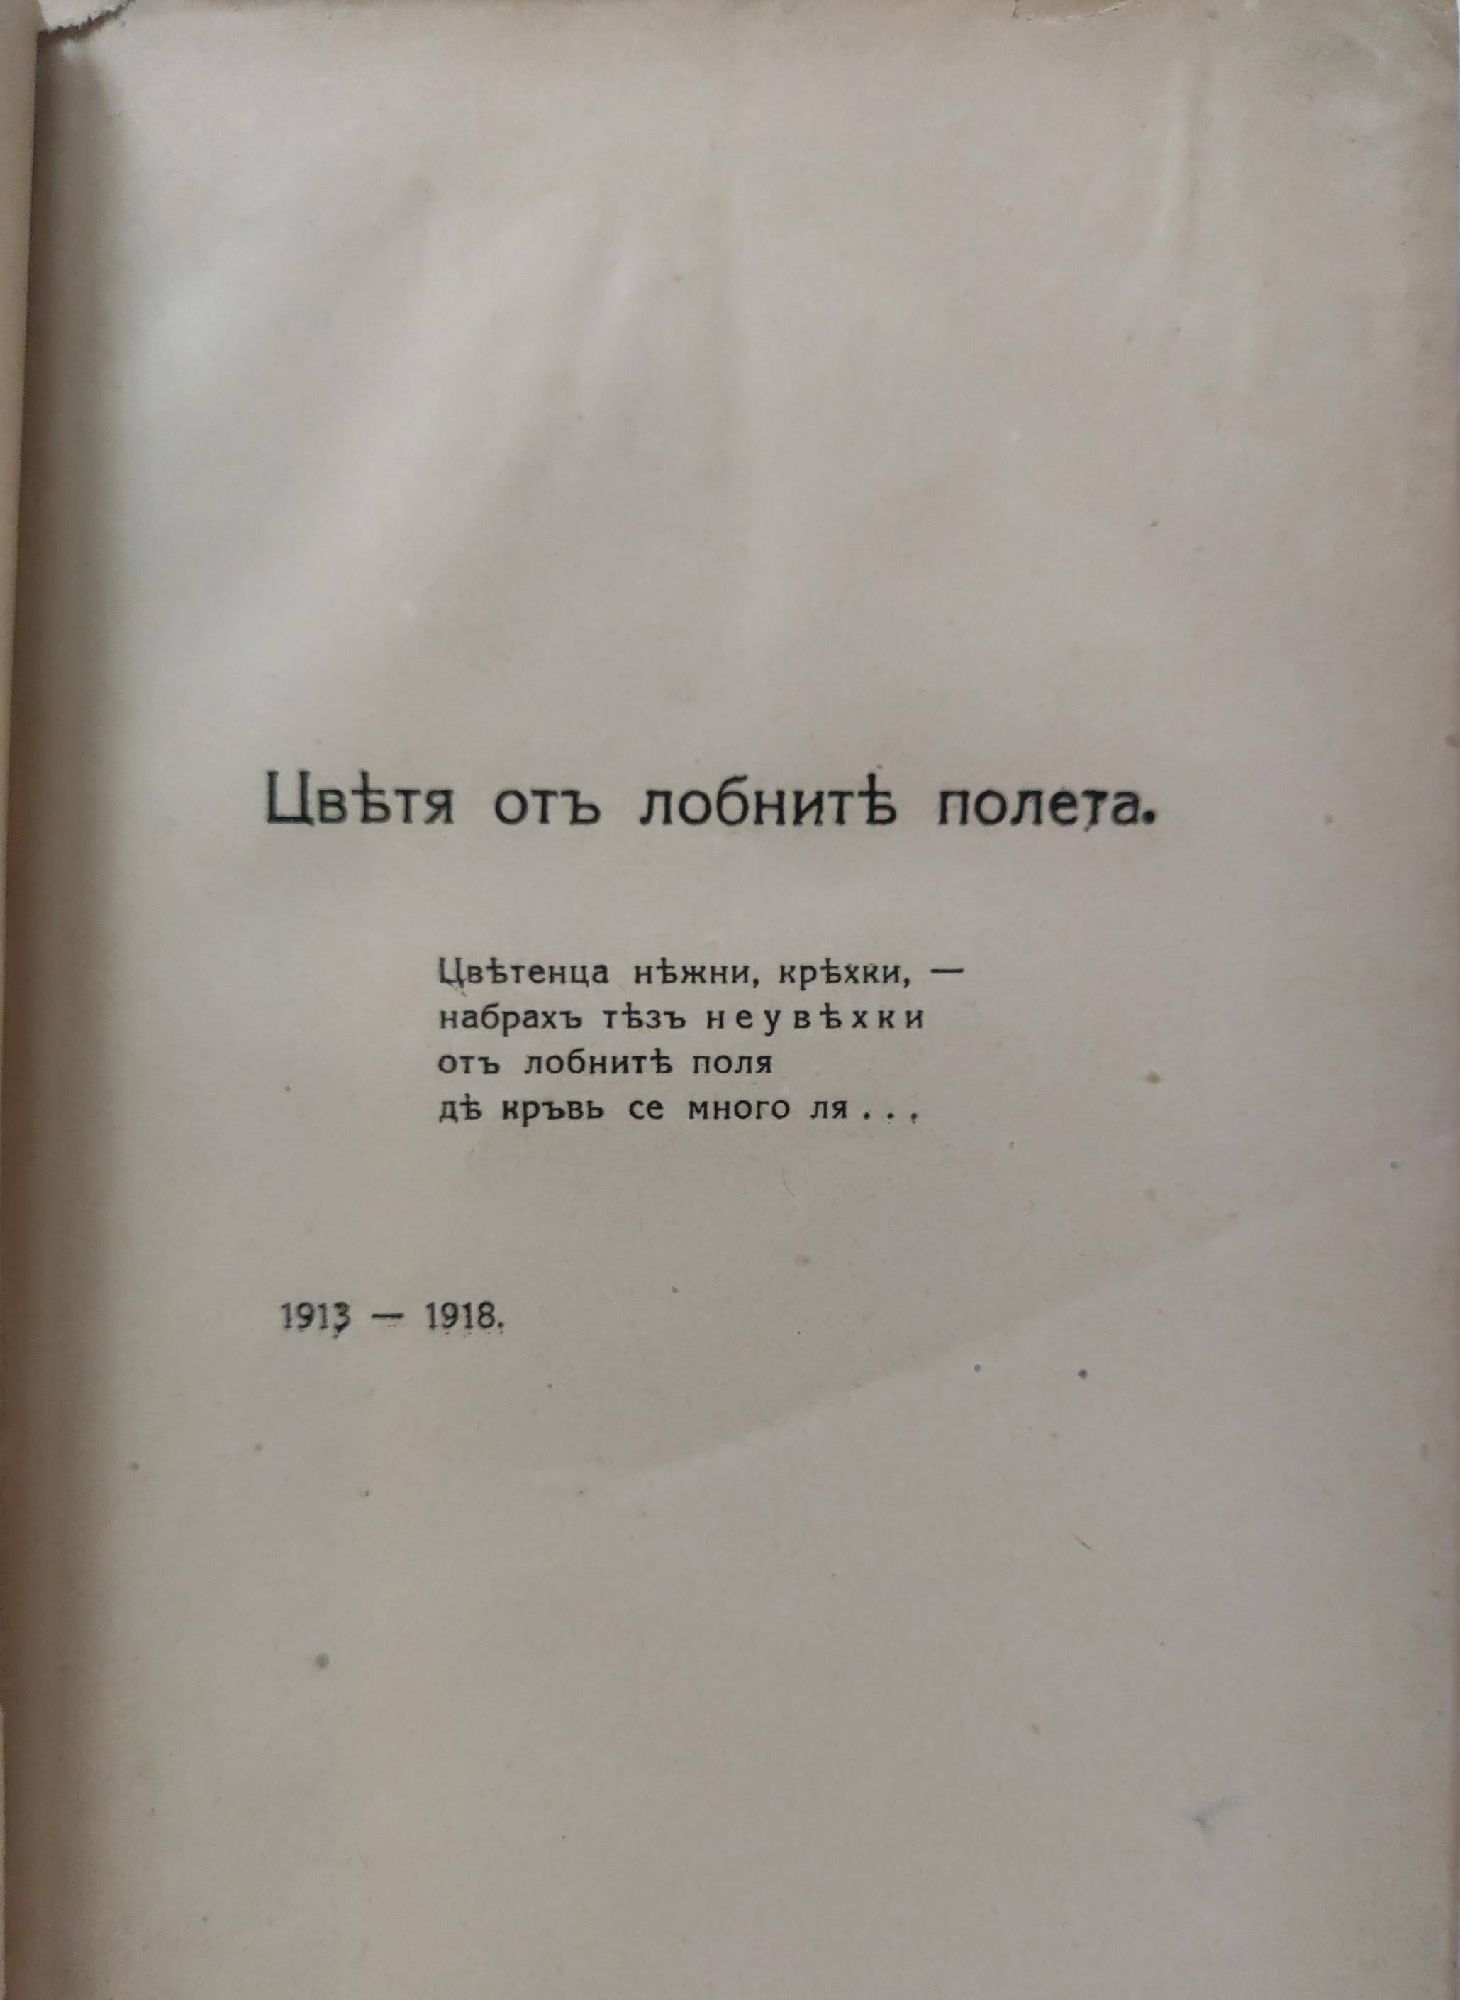 Цвѣтя отъ лобнитѣ полета.
Цвѣтенца нѣжни, крѣхки, —
набрахъ тѣзъ неувѣхки
отъ лобнитѣ поля
дѣ кръвь се много ля . . .
1913 — 1918.